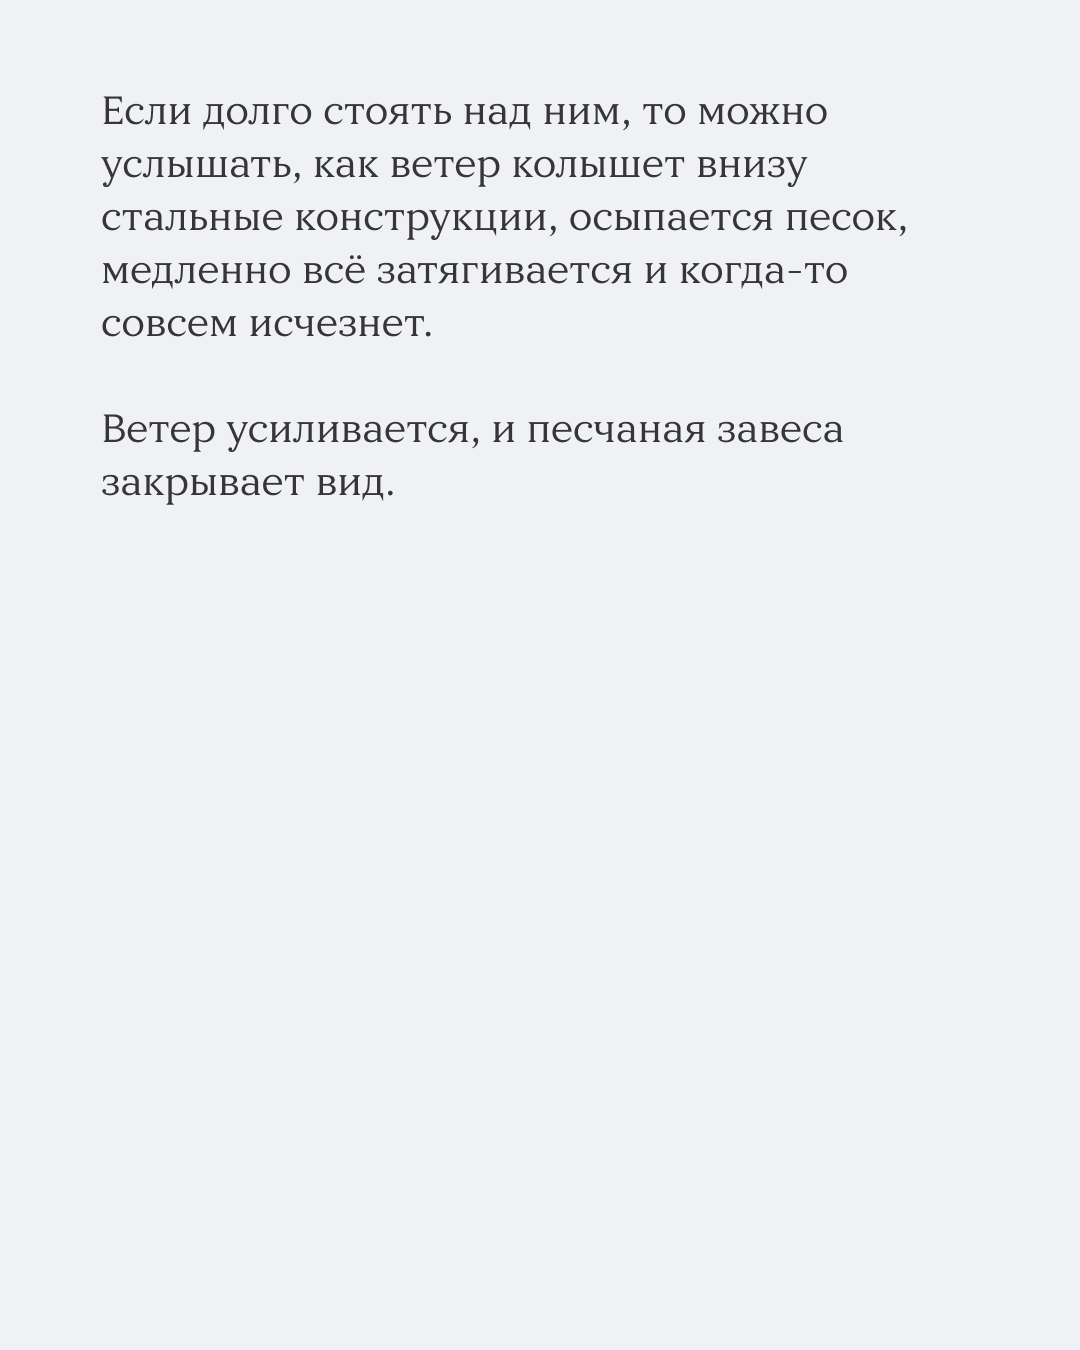 Если долго стоять над ним, то можно
услышать, как ветер колышет внизу
стальные конструкции, осыпается песок,
медленно всё затягивается и когда-то
совсем исчезнет.
Ветер усиливается, и песчаная завеса
закрывает вид.